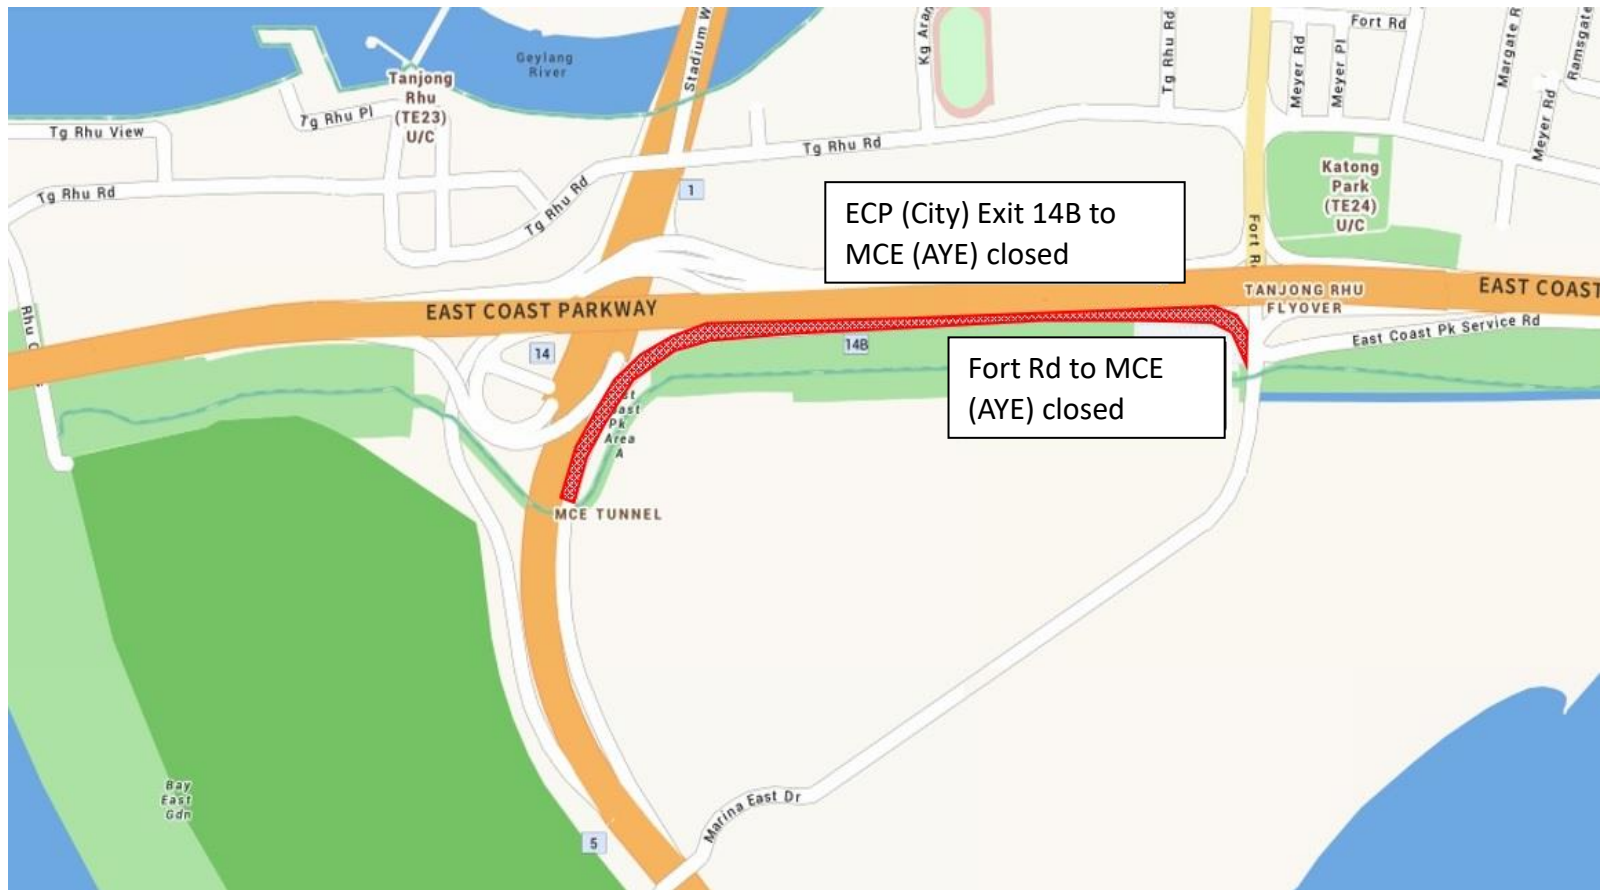 Fort Rd
Stadium W
Kg Aran
Tg Rhu Rd
Meyer Rd
Meyer Pl
Margate R
Ramsgate
Meyer Rd
Geylang
River
Tanjong
Rhu
(TE23)
U/C
Tg Rhu Pl
Tg Rhu View
Tg Rhu Rd
Tg Rhu Rd
Tg Rhu Rd
1
Katong
Park
(TE24)
U/C
ECP (City) Exit 14B to
MCE (AYE) closed
Fort R
EAST COAST PARKWAY
TANJONG RHU
FLYOVER
EAST COAST
East Coast Pk Service Rd
Rhu C
14
14B
Fort Rd to MCE
(AYE) closed
Pk
Area
A
MCE TUNNEL
Bay
East
Gdn
Marina East Dr
5